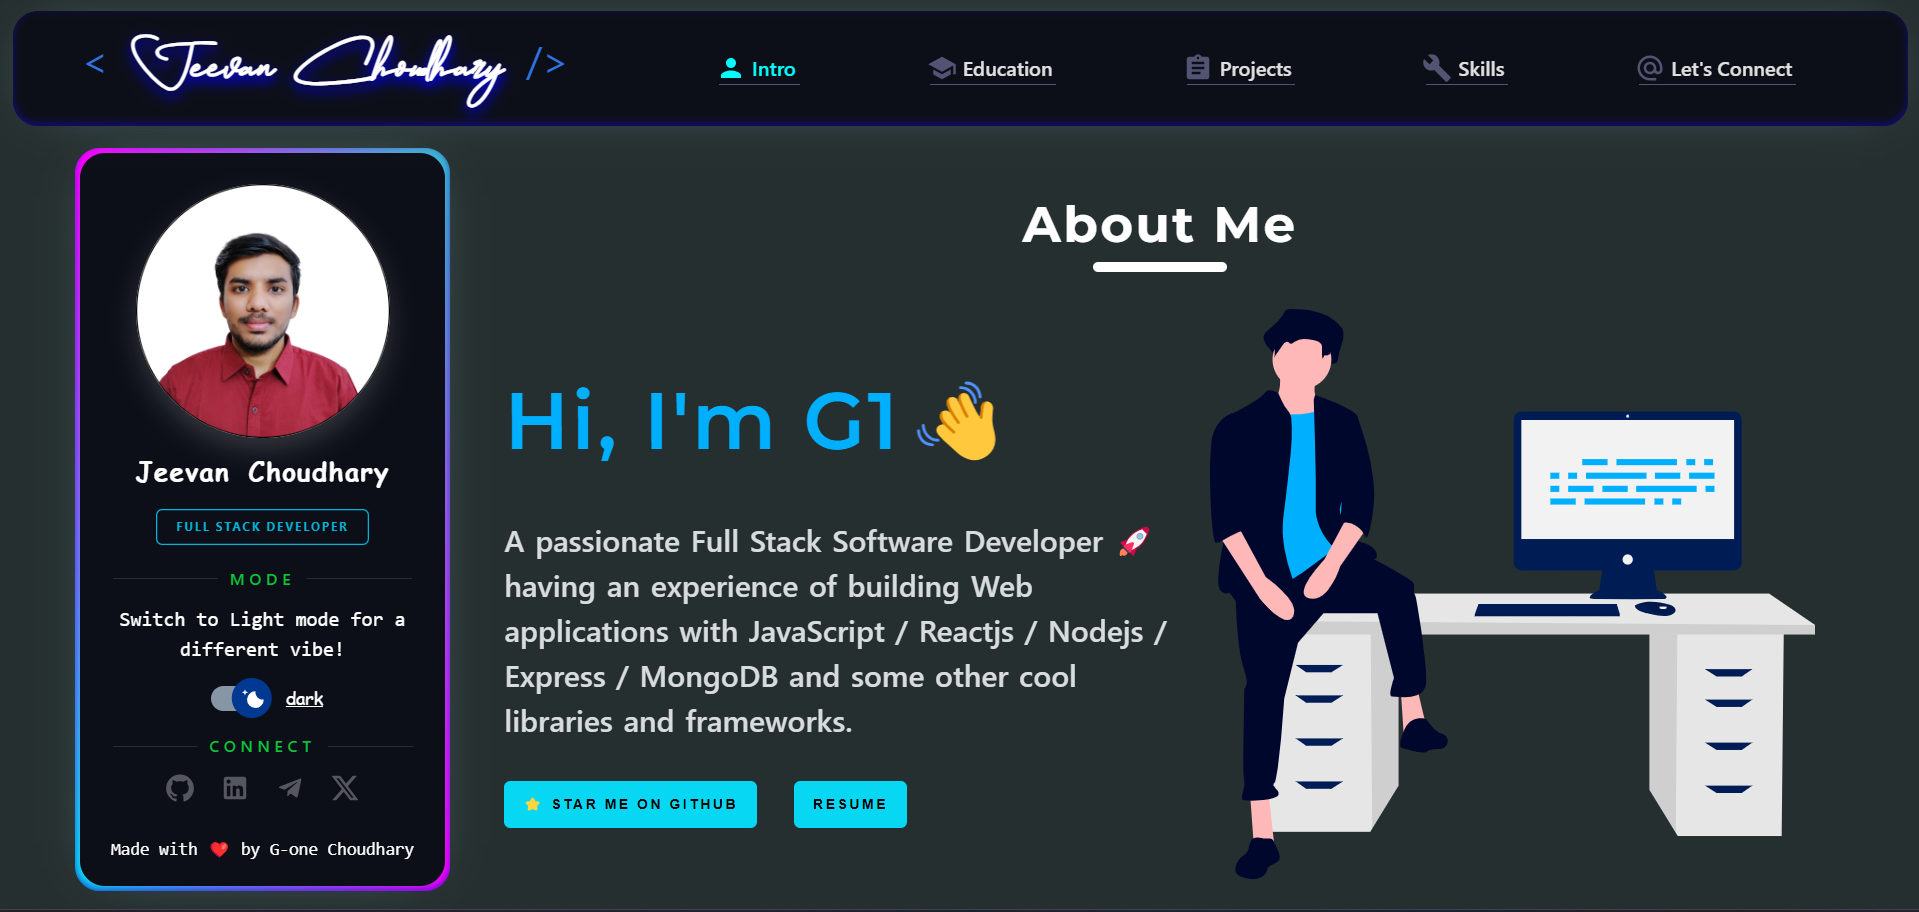 < Jeevan Choudhary />
Intro
Education
Projects
Skills
Let's Connect
Jeevan Choudhary
FULL STACK DEVELOPER
MODE
Switch to Light mode for a
different vibe!
dark
CONNECT
Made with ❤️ by G-one Choudhary
About Me
Hi, I'm G1 👋
A passionate Full Stack Software Developer 🚀
having an experience of building Web
applications with JavaScript / Reactjs / Nodejs /
Express / MongoDB and some other cool
libraries and frameworks.
⭐ STAR ME ON GITHUB
RESUME